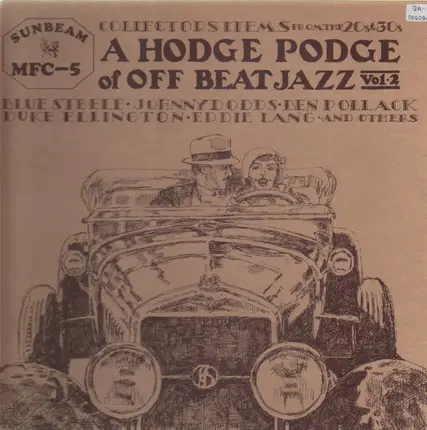 COLLECTORS ITEMS FROM THE 20s & 30s
SUNBEAM
MFC-5
A HODGE PODGE
of OFF BEAT JAZZ Vol·2
BLUE STEELE · JOHNNY DODDS · BEN POLLACK
DUKE ELLINGTON · EDDIE LANG · AND OTHERS